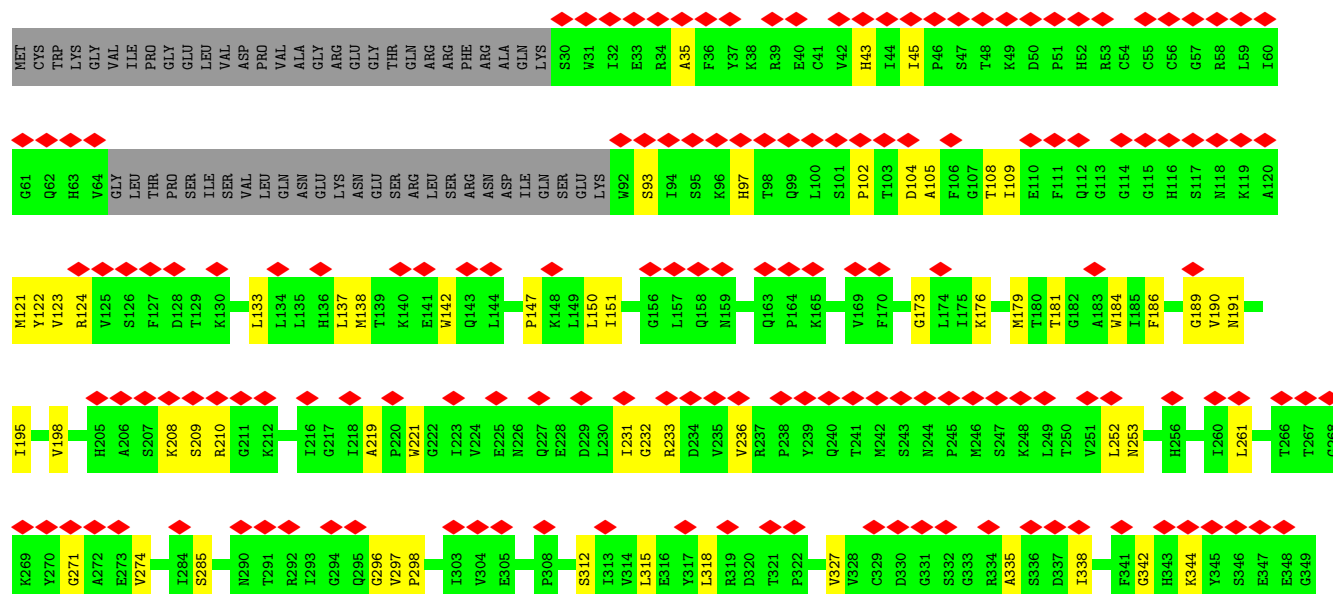 MET CYS TRP LYS GLY VAL ILE PRO GLY GLU LEU VAL ASP PRO VAL ALA GLY ARG GLU GLY THR GLN ARG ARG PHE ARG ALA GLN LYS S30 W31 I32 E33 R34 A35 F36 Y37 K38 R39 E40 C41 V42 H43 I44 I45 P46 S47 T48 K49 D50 P51 H52 R53 C54 C55 C56 G57 R58 L59 I60
G61 Q62 H63 V64 GLY LEU THR PRO SER ILE SER VAL LEU GLN ASN GLU LYS ASN GLU SER ARG LEU SER ARG ASN ASP ILE GLN SER GLU LYS W92 S93 I94 S95 K96 H97 T98 Q99 L100 S101 P102 T103 D104 A105 F106 G107 T108 I109 E110 F111 Q112 G113 G114 G115 H116 S117 N118 K119 A120
M121 Y122 V123 R124 V125 S126 F127 D128 T129 K130 L133 L134 L135 H136 L137 M138 T139 K140 E141 W142 Q143 L144 P147 K148 L149 L150 I151 G156 L157 Q158 N159 Q163 P164 K165 V169 F170 G173 L174 I175 K176 M179 T180 T181 G182 A183 W184 I185 F186 G189 V190 N191
I195 V198 H205 A206 S207 K208 S209 R210 G211 K212 I216 G217 I218 A219 P220 W221 G222 I223 V224 E225 N226 Q227 E228 D229 L230 I231 G232 R233 D234 V235 V236 R237 P238 Y239 Q240 T241 M242 S243 N244 P245 M246 S247 K248 L249 T250 V251 L252 N253 H256 I260 L261 T266 T267 G268
K269 Y270 G271 A272 E273 V274 I284 S285 N290 T291 R292 I293 G294 Q295 G296 V297 P298 I303 V304 E305 P308 S312 I313 V314 L315 E316 Y317 L318 R319 D320 T321 P322 V327 V328 C329 D330 G331 S332 G333 R334 A335 S336 D337 I338 F341 G342 H343 K344 Y345 S346 E347 E348 G349